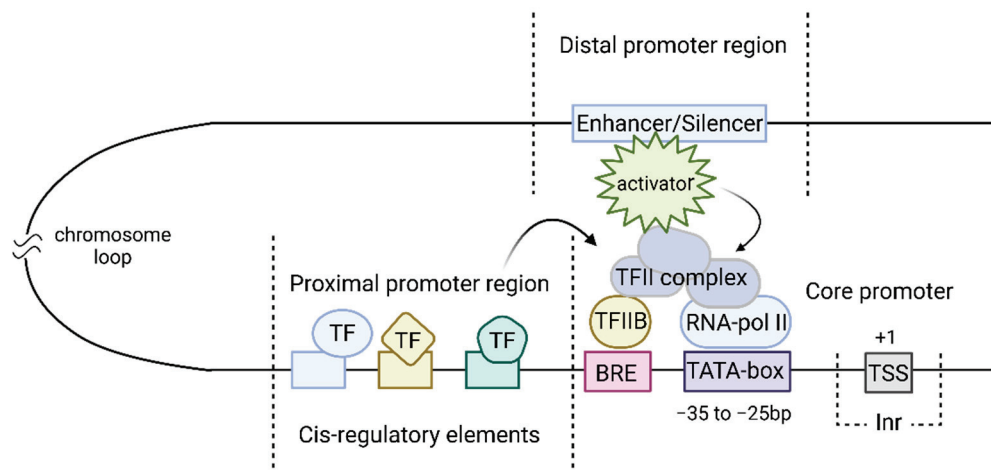 Distal promoter region
Enhancer/Silencer
activator
chromosome
loop
Proximal promoter region
TFII complex
Core promoter
TF
TF
TF
TFIIB
RNA-pol II
+1
BRE
TATA-box
TSS
−35 to −25bp
Inr
Cis-regulatory elements